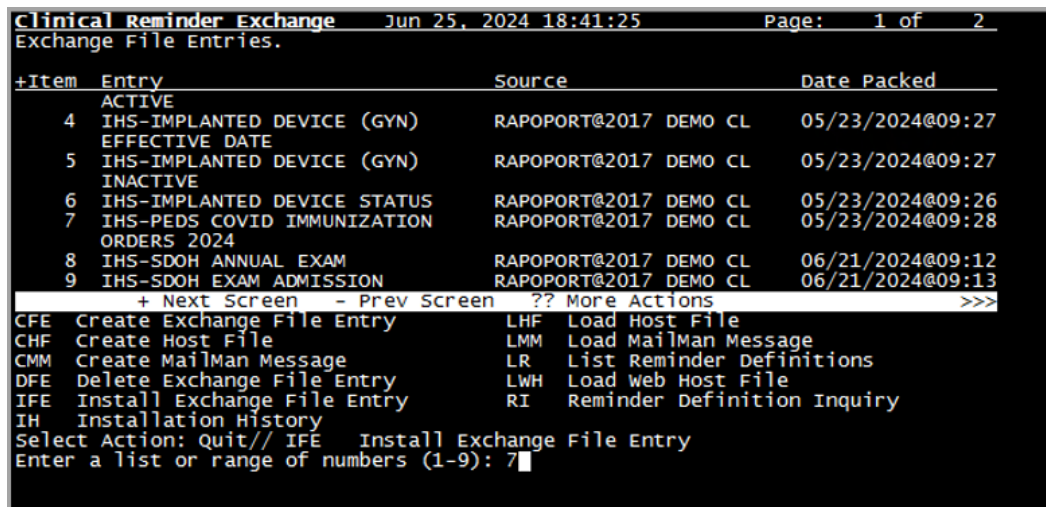 Clinical Reminder Exchange    Jun 25, 2024 18:41:25          Page:    1 of    2
Exchange File Entries.
+Item  Entry                              Source                      Date Packed
       ACTIVE
    4  IHS-IMPLANTED DEVICE (GYN)         RAPOPORT@2017 DEMO CL     05/23/2024@09:27
       EFFECTIVE DATE
    5  IHS-IMPLANTED DEVICE (GYN)         RAPOPORT@2017 DEMO CL     05/23/2024@09:27
       INACTIVE
    6  IHS-IMPLANTED DEVICE STATUS        RAPOPORT@2017 DEMO CL     05/23/2024@09:26
    7  IHS-PEDS COVID IMMUNIZATION        RAPOPORT@2017 DEMO CL     05/23/2024@09:28
       ORDERS 2024
    8  IHS-SDOH ANNUAL EXAM               RAPOPORT@2017 DEMO CL     06/21/2024@09:12
    9  IHS-SDOH EXAM ADMISSION            RAPOPORT@2017 DEMO CL     06/21/2024@09:13
          + Next Screen   - Prev Screen   ?? More Actions                        >>>
CFE  Create Exchange File Entry          LHF  Load Host File
CHF  Create Host File                    LMM  Load MailMan Message
CMM  Create MailMan Message              LR   List Reminder Definitions
DFE  Delete Exchange File Entry          LWH  Load Web Host File
IFE  Install Exchange File Entry         RI   Reminder Definition Inquiry
IH   Installation History
Select Action: Quit// IFE   Install Exchange File Entry
Enter a list or range of numbers (1-9): 7